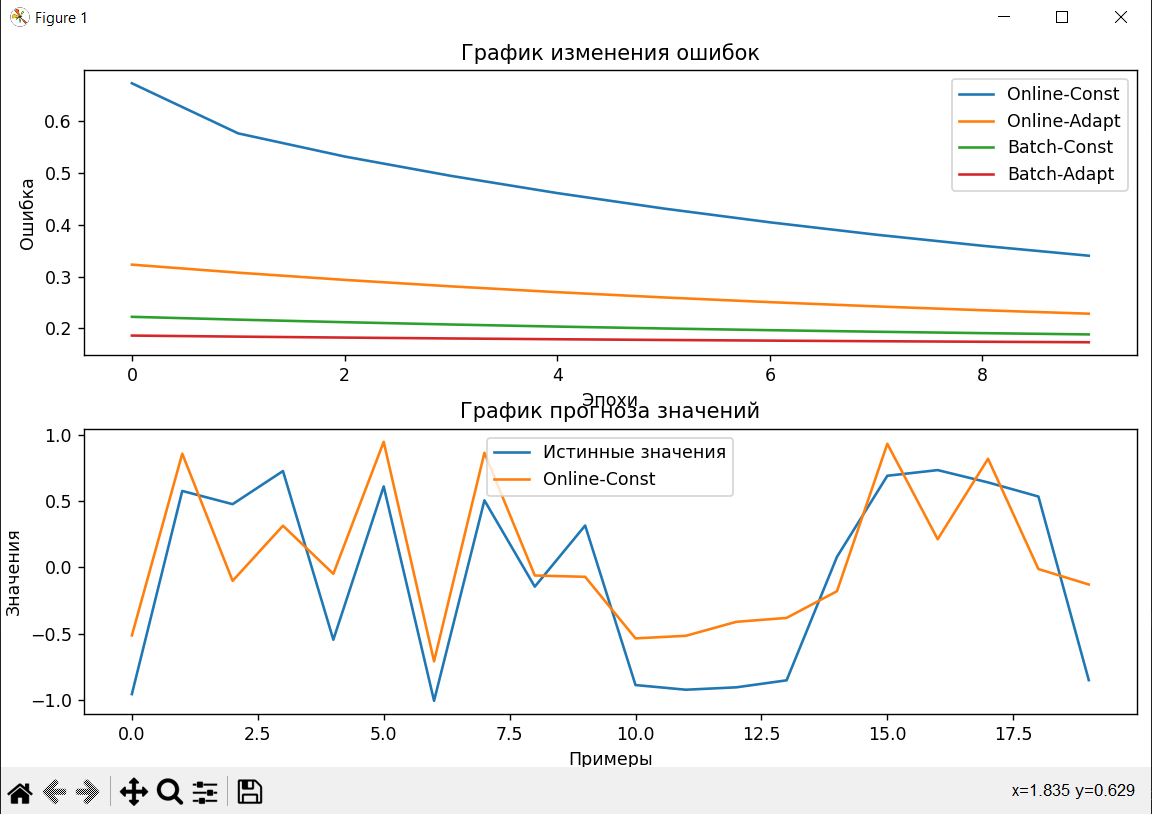 Figure 1
График изменения ошибок
Ошибка
0.6
0.5
0.4
0.3
0.2
Online-Const
Online-Adapt
Batch-Const
Batch-Adapt
0 2 4 6 8
Эпохи
График прогноза значений
Значения
1.0
0.5
0.0
−0.5
−1.0
Истинные значения
Online-Const
0.0 2.5 5.0 7.5 10.0 12.5 15.0 17.5
Примеры
x=1.835 y=0.629